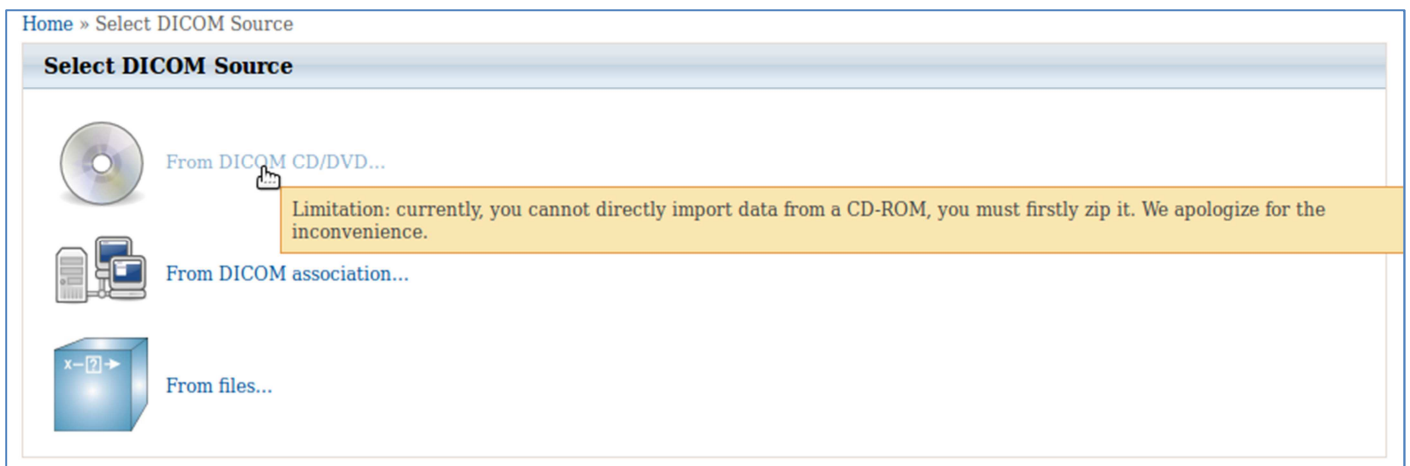 Home » Select DICOM Source
Select DICOM Source
From DICOM CD/DVD...
Limitation: currently, you cannot directly import data from a CD-ROM, you must firstly zip it. We apologize for the
inconvenience.
From DICOM association...
x–[?]→
From files...